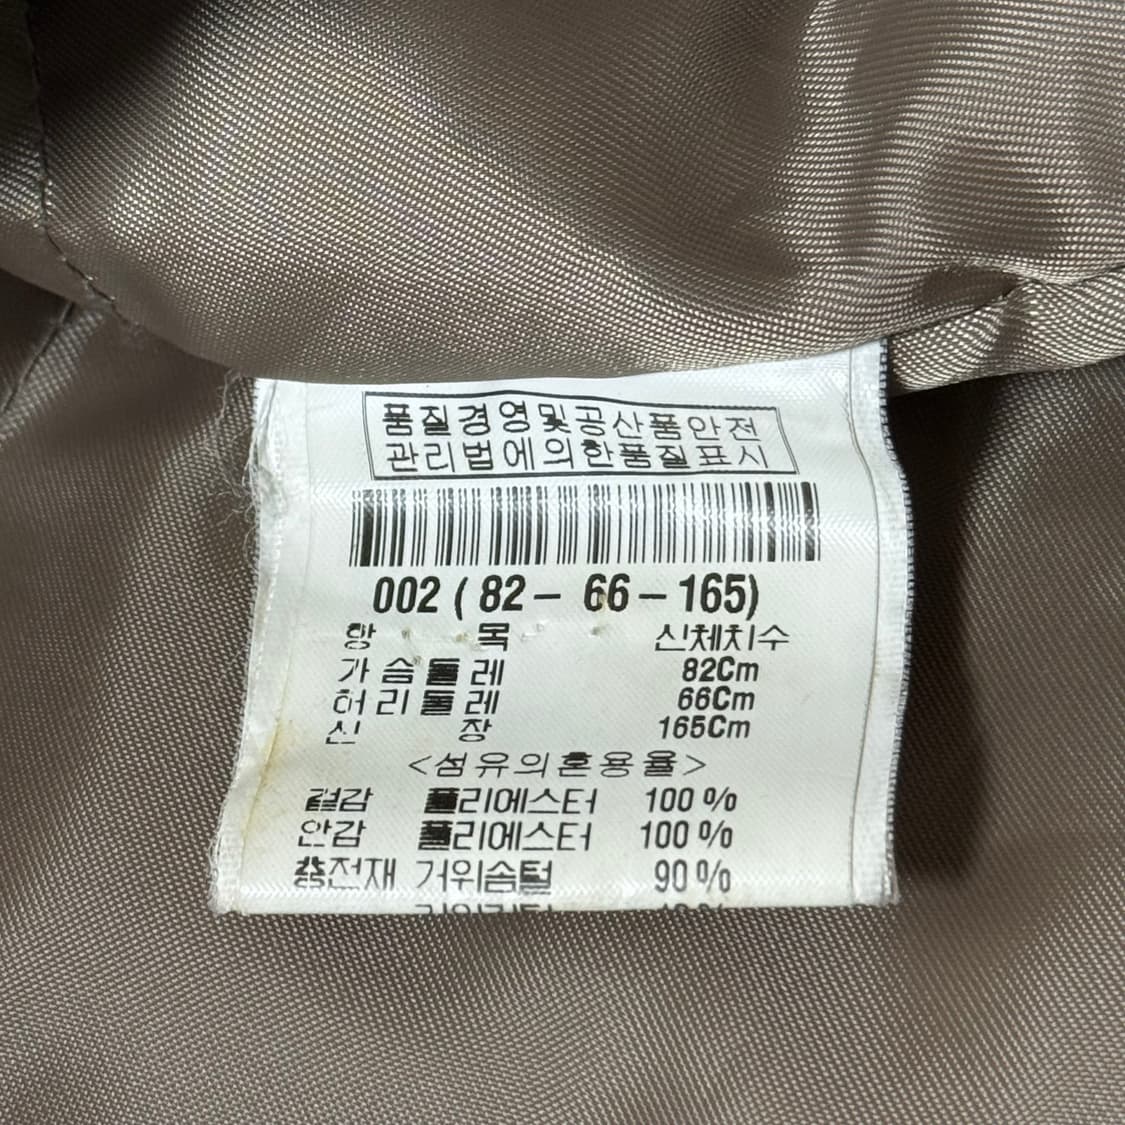 품질경영및공산품안전
관리법에의한품질표시
002 ( 82 – 66 – 165)
항 목 신체치수
가슴둘레 82Cm
허리둘레 66Cm
신 장 165Cm
<섬유의혼용율>
겉감 폴리에스터 100 %
안감 폴리에스터 100 %
충전재 거위솜털 90 %